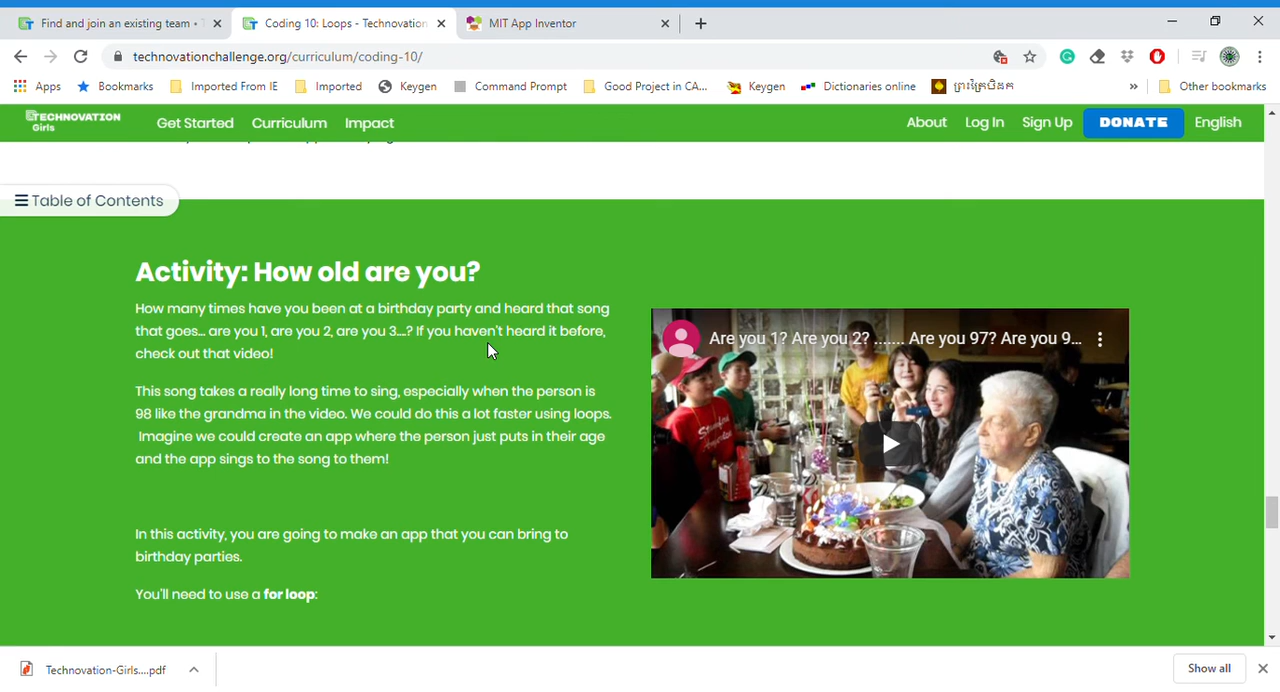 Find and join an existing team •
Coding 10: Loops - Technovation
MIT App Inventor
technovationchallenge.org/curriculum/coding-10/
Apps
Bookmarks
Imported From IE
Imported
Keygen
Command Prompt
Good Project in CA...
Keygen
Dictionaries online
ព្រះត្រៃបិដក
»
Other bookmarks
TECHNOVATION
Girls
Get Started
Curriculum
Impact
About
Log In
Sign Up
DONATE
English
Table of Contents
Activity: How old are you?
How many times have you been at a birthday party and heard that song
that goes... are you 1, are you 2, are you 3....? If you haven't heard it before,
check out that video!
This song takes a really long time to sing, especially when the person is
98 like the grandma in the video. We could do this a lot faster using loops.
Imagine we could create an app where the person just puts in their age
and the app sings to the song to them!
In this activity, you are going to make an app that you can bring to
birthday parties.
You'll need to use a for loop:
Are you 1? Are you 2? ....... Are you 97? Are you 9...
Technovation-Girls....pdf
Show all